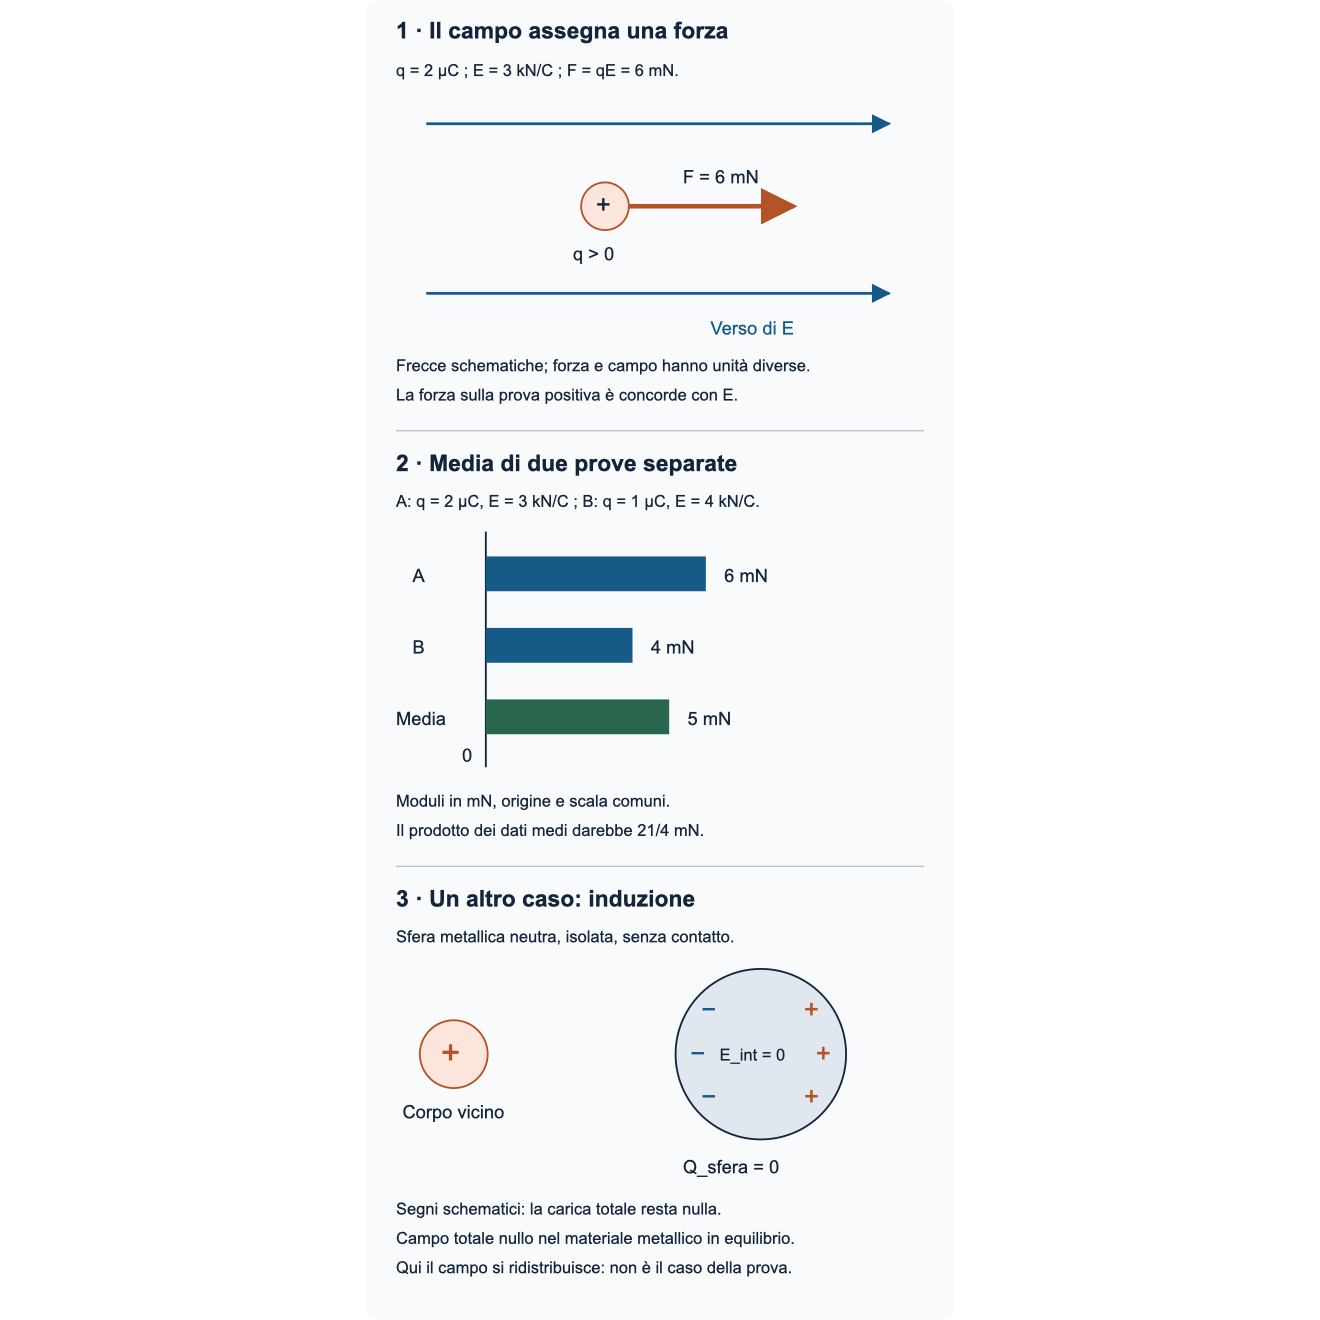 1 · Il campo assegna una forza
q = 2 µC ; E = 3 kN/C ; F = qE = 6 mN.
F = 6 mN
+
q > 0
Verso di E
Frecce schematiche; forza e campo hanno unità diverse.
La forza sulla prova positiva è concorde con E.
2 · Media di due prove separate
A: q = 2 µC, E = 3 kN/C ; B: q = 1 µC, E = 4 kN/C.
A 6 mN
B 4 mN
Media 5 mN
0
Moduli in mN, origine e scala comuni.
Il prodotto dei dati medi darebbe 21/4 mN.
3 · Un altro caso: induzione
Sfera metallica neutra, isolata, senza contatto.
− +
+ − E_int = 0 +
− +
Corpo vicino
Q_sfera = 0
Segni schematici: la carica totale resta nulla.
Campo totale nullo nel materiale metallico in equilibrio.
Qui il campo si ridistribuisce: non è il caso della prova.